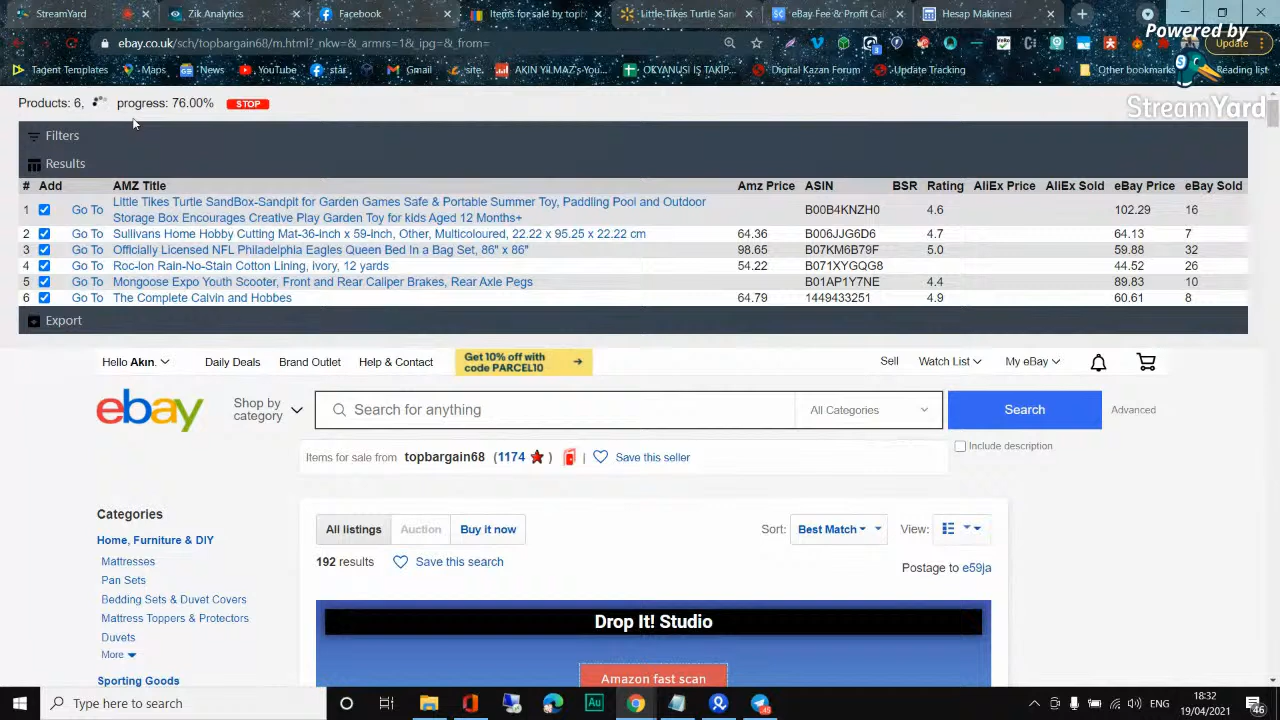 StreamYard
Zik Analytics
Facebook
Items for sale by topb
Little Tikes Turtle San
eBay Fee & Profit Cal
Hesap Makinesi
Powered by
ebay.co.uk/sch/topbargain68/m.html?_nkw=&_armrs=1&_ipg=&_from=
Update
Tagent Templates
Maps
News
YouTube
stár
Gmail
site.
AKIN YILMAZ's-You...
OKYANUSI İŞ TAKİP...
Digital Kazan Forum
Update Tracking
Other bookmarks
Reading list
StreamYard
Products: 6, progress: 76.00% STOP
Filters
Results
# Add AMZ Title Amz Price ASIN BSR Rating AliEx Price AliEx Sold eBay Price eBay Sold
1 Go To Little Tikes Turtle SandBox-Sandpit for Garden Games Safe & Portable Summer Toy, Paddling Pool and Outdoor B00B4KNZH0 4.6 102.29 16
Storage Box Encourages Creative Play Garden Toy for kids Aged 12 Months+
2 Go To Sullivans Home Hobby Cutting Mat-36-inch x 59-inch, Other, Multicoloured, 22.22 x 95.25 x 22.22 cm 64.36 B006JJG6D6 4.7 64.13 7
3 Go To Officially Licensed NFL Philadelphia Eagles Queen Bed In a Bag Set, 86" x 86" 98.65 B07KM6B79F 5.0 59.88 32
4 Go To Roc-lon Rain-No-Stain Cotton Lining, ivory, 12 yards 54.22 B071XYGQG8 44.52 26
5 Go To Mongoose Expo Youth Scooter, Front and Rear Caliper Brakes, Rear Axle Pegs B01AP1Y7NE 4.4 89.83 10
6 Go To The Complete Calvin and Hobbes 64.79 1449433251 4.9 60.61 8
Export
Hello Akın.
Daily Deals
Brand Outlet
Help & Contact
Get 10% off with
code PARCEL10
Sell
Watch List
My eBay
ebay
Shop by
category
Search for anything
All Categories
Search
Advanced
Include description
Items for sale from topbargain68 (1174 ) | Save this seller
Categories
Home, Furniture & DIY
Mattresses
Pan Sets
Bedding Sets & Duvet Covers
Mattress Toppers & Protectors
Duvets
More
Sporting Goods
All listings
Auction
Buy it now
Sort: Best Match
View:
192 results
Save this search
Postage to e59ja
Drop It! Studio
Amazon fast scan
Type here to search
Au
45
18:32
19/04/2021
46